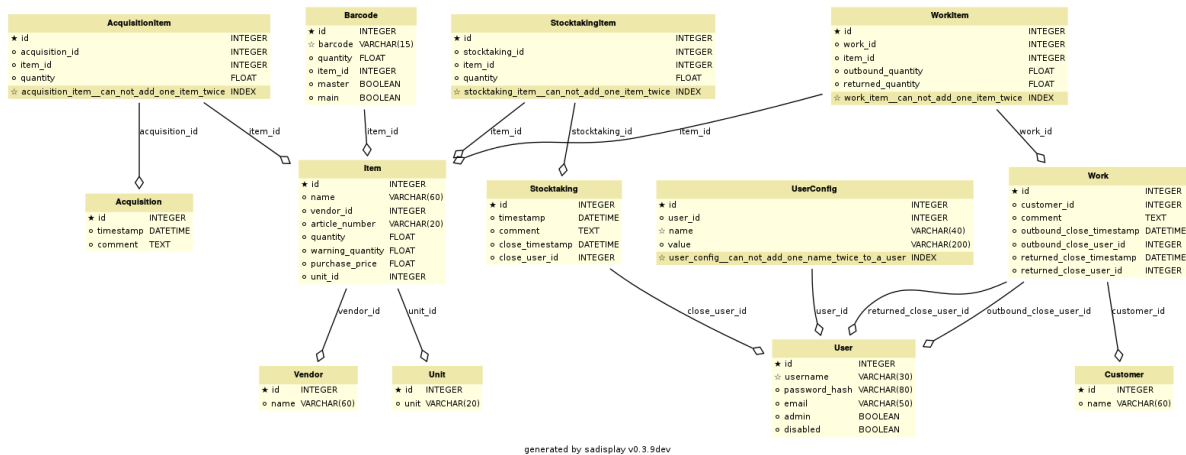 AcquisitionItem
★ id INTEGER
acquisition_id INTEGER
item_id INTEGER
quantity FLOAT
☆ acquisition_item__can_not_add_one_item_twice INDEX
Barcode
★ id INTEGER
☆ barcode VARCHAR(15)
quantity FLOAT
item_id INTEGER
master BOOLEAN
main BOOLEAN
StocktakingItem
★ id INTEGER
stocktaking_id INTEGER
item_id INTEGER
quantity FLOAT
☆ stocktaking_item__can_not_add_one_item_twice INDEX
WorkItem
★ id INTEGER
work_id INTEGER
item_id INTEGER
outbound_quantity FLOAT
returned_quantity FLOAT
☆ work_item__can_not_add_one_item_twice INDEX
acquisition_id
item_id
item_id
item_id
stocktaking_id
item_id
work_id
Acquisition
★ id INTEGER
timestamp DATETIME
comment TEXT
Item
★ id INTEGER
name VARCHAR(60)
vendor_id INTEGER
article_number VARCHAR(20)
quantity FLOAT
warning_quantity FLOAT
purchase_price FLOAT
unit_id INTEGER
Stocktaking
★ id INTEGER
timestamp DATETIME
comment TEXT
close_timestamp DATETIME
close_user_id INTEGER
UserConfig
★ id INTEGER
user_id INTEGER
☆ name VARCHAR(40)
value VARCHAR(200)
☆ user_config__can_not_add_one_name_twice_to_a_user INDEX
Work
★ id INTEGER
customer_id INTEGER
comment TEXT
outbound_close_timestamp DATETIME
outbound_close_user_id INTEGER
returned_close_timestamp DATETIME
returned_close_user_id INTEGER
vendor_id
unit_id
close_user_id
user_id
returned_close_user_id
outbound_close_user_id
customer_id
Vendor
★ id INTEGER
name VARCHAR(60)
Unit
★ id INTEGER
unit VARCHAR(20)
User
★ id INTEGER
☆ username VARCHAR(30)
password_hash VARCHAR(80)
email VARCHAR(50)
admin BOOLEAN
disabled BOOLEAN
Customer
★ id INTEGER
name VARCHAR(60)
generated by sadisplay v0.3.9dev